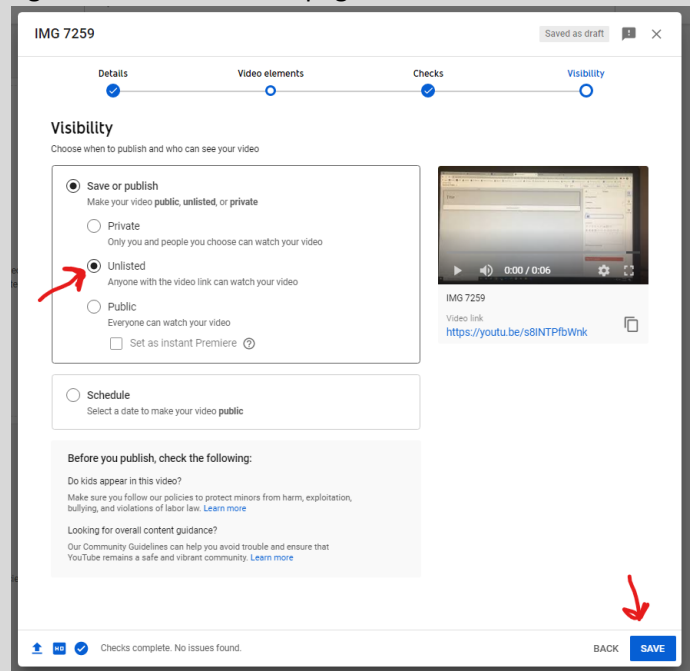 IMG 7259
Saved as draft
Details
Video elements
Checks
Visibility
Visibility
Choose when to publish and who can see your video
Save or publish
Make your video public, unlisted, or private
Private
Only you and people you choose can watch your video
Unlisted
Anyone with the video link can watch your video
Public
Everyone can watch your video
Set as instant Premiere
Schedule
Select a date to make your video public
0:00 / 0:06
IMG 7259
Video link
https://youtu.be/s8INTPfbWnk
Before you publish, check the following:
Do kids appear in this video?
Make sure you follow our policies to protect minors from harm, exploitation,
bullying, and violations of labor law. Learn more
Looking for overall content guidance?
Our Community Guidelines can help you avoid trouble and ensure that
YouTube remains a safe and vibrant community. Learn more
HD
Checks complete. No issues found.
BACK
SAVE